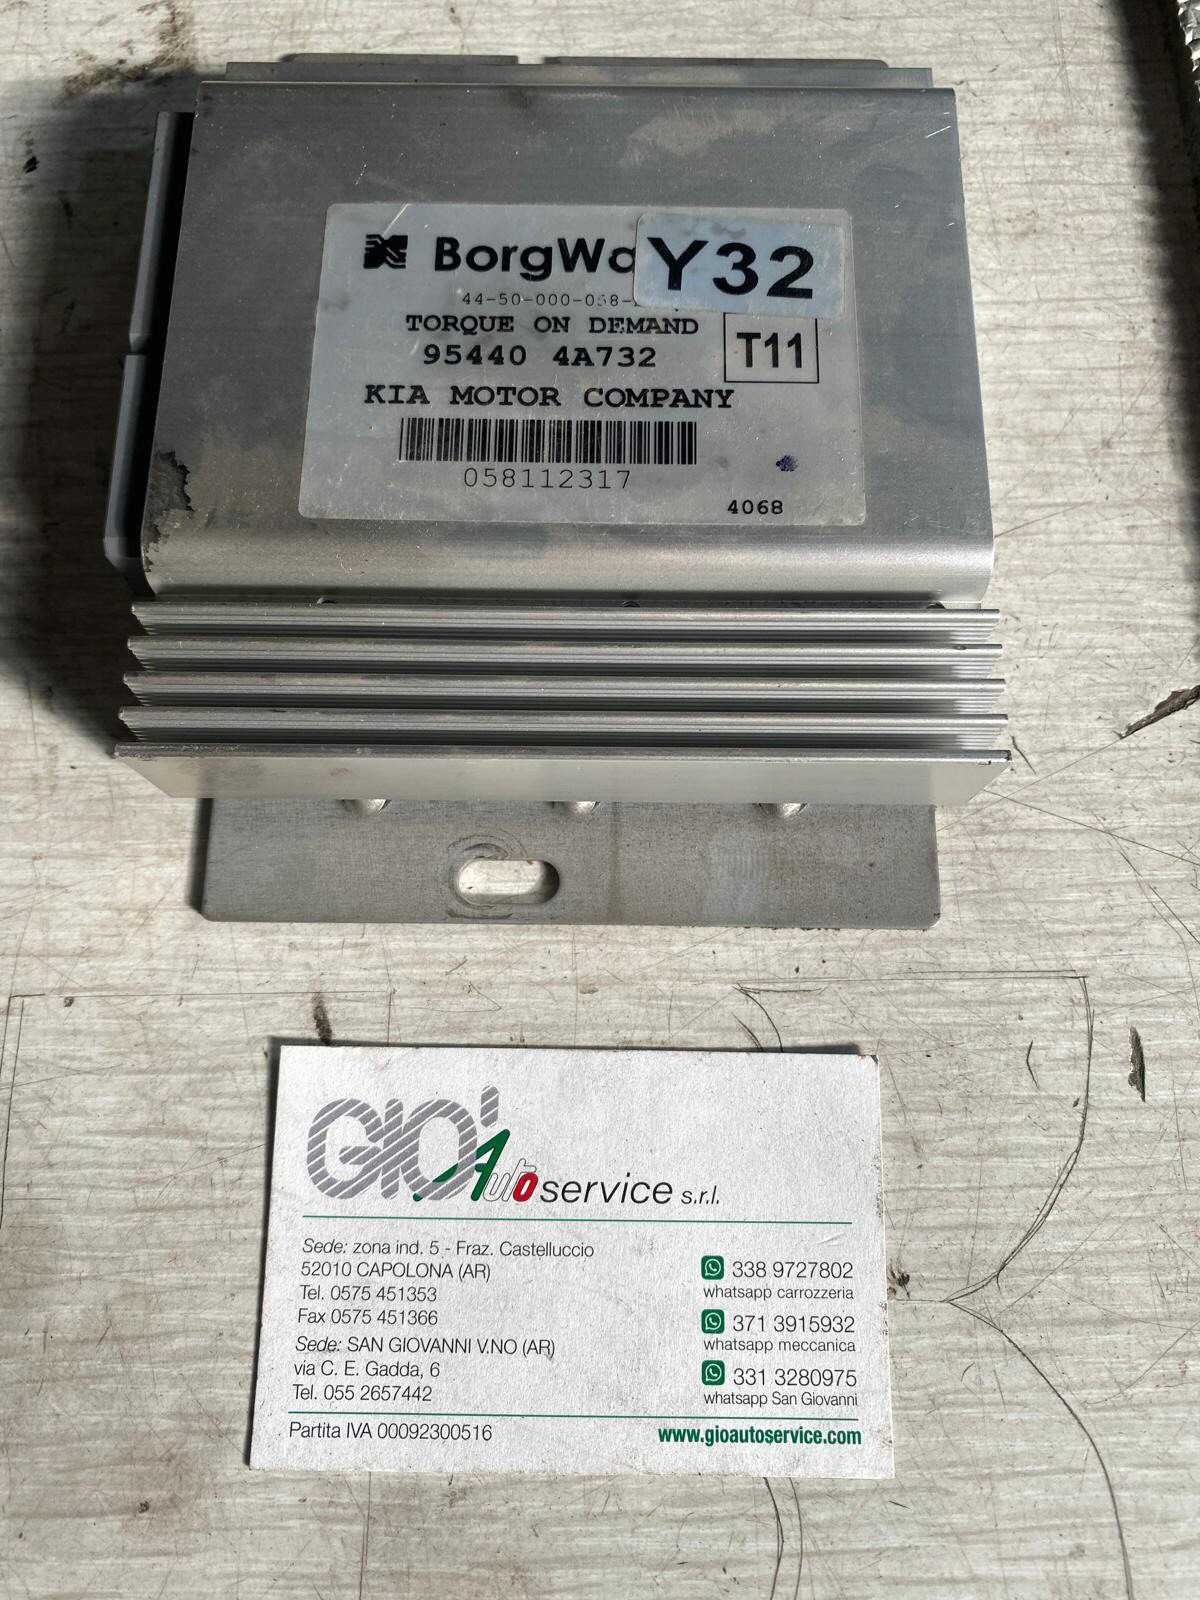 BorgWa
Y32
44-50-000-058-
TORQUE ON DEMAND
95440 4A732
T11
KIA MOTOR COMPANY
058112317
4068
GIO' Auto service s.r.l.
Sede: zona ind. 5 - Fraz. Castelluccio
52010 CAPOLONA (AR)
Tel. 0575 451353
Fax 0575 451366
Sede: SAN GIOVANNI V.NO (AR)
via C. E. Gadda, 6
Tel. 055 2657442
338 9727802
whatsapp carrozzeria
371 3915932
whatsapp meccanica
331 3280975
whatsapp San Giovanni
Partita IVA 00092300516
www.gioautoservice.com